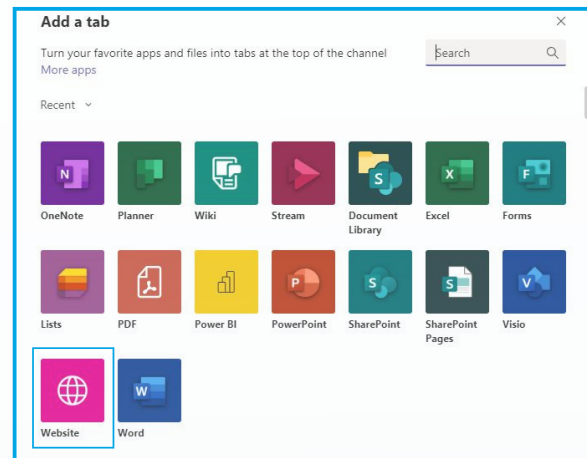 Add a tab
Turn your favorite apps and files into tabs at the top of the channel
More apps
Search
Recent
N
S
X
F
OneNote
Planner
Wiki
Stream
Document
Library
Excel
Forms
P
S
S
V
Lists
PDF
Power BI
PowerPoint
SharePoint
SharePoint
Pages
Visio
W
Website
Word